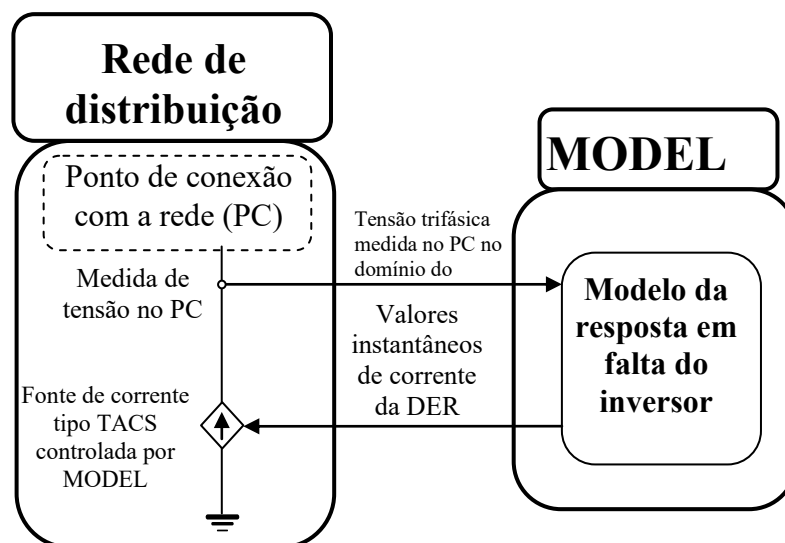 Rede de
distribuição
Ponto de conexão
com a rede (PC)
Medida de
tensão no PC
Fonte de corrente
tipo TACS
controlada por
MODEL
Tensão trifásica
medida no PC no
domínio do
Valores
instantâneos
de corrente
da DER
MODEL
Modelo da
resposta em
falta do
inversor